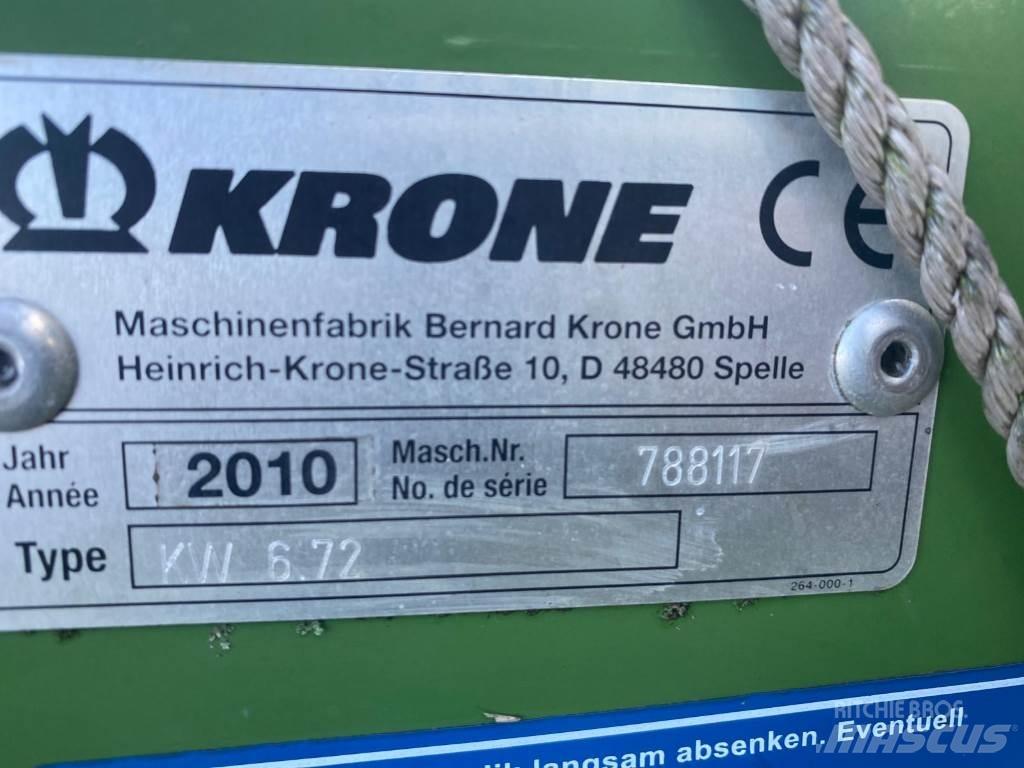 KRONE CE
Maschinenfabrik Bernard Krone GmbH
Heinrich-Krone-Straße 10, D 48480 Spelle
Jahr
Année
2010
Masch.Nr.
No. de série
788117
Type KW 6.72
264-000-1
langsam absenken. Eventuell
RITCHIE BROS.
MASCUS